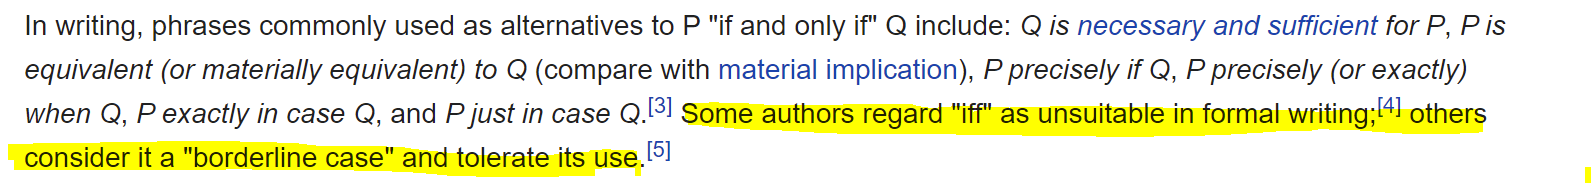 In writing, phrases commonly used as alternatives to P "if and only if" Q include: Q is necessary and sufficient for P, P is
equivalent (or materially equivalent) to Q (compare with material implication), P precisely if Q, P precisely (or exactly)
when Q, P exactly in case Q, and P just in case Q.[3] Some authors regard "iff" as unsuitable in formal writing;[4] others
consider it a "borderline case" and tolerate its use.[5]